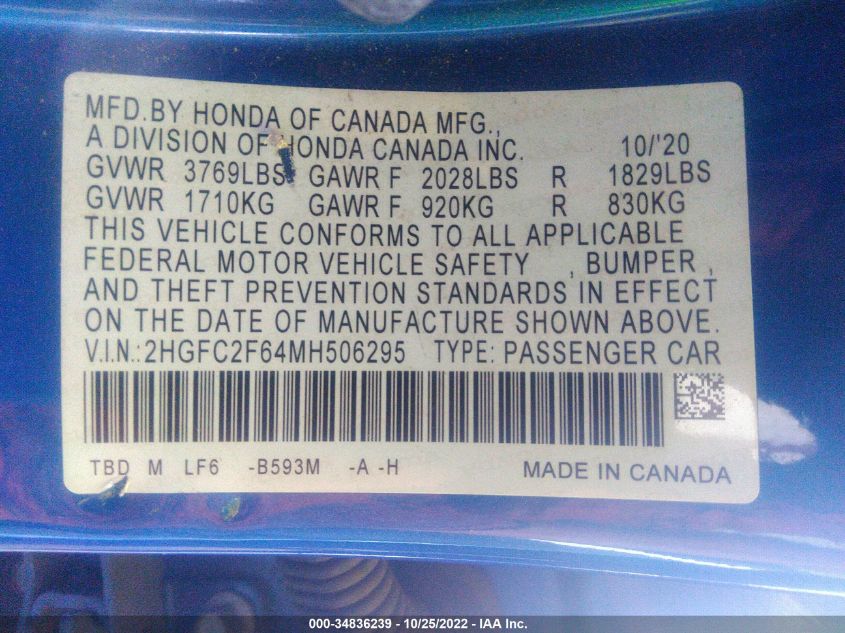 MFD.BY HONDA OF CANADA MFG.,
A DIVISION OF HONDA CANADA INC. 10/'20
GVWR 3769LBS GAWR F 2028LBS R 1829LBS
GVWR 1710KG GAWR F 920KG R 830KG
THIS VEHICLE CONFORMS TO ALL APPLICABLE
FEDERAL MOTOR VEHICLE SAFETY , BUMPER ,
AND THEFT PREVENTION STANDARDS IN EFFECT
ON THE DATE OF MANUFACTURE SHOWN ABOVE.
V.I.N.:2HGFC2F64MH506295 TYPE: PASSENGER CAR
TBD M LF6 -B593M -A -H MADE IN CANADA
000-34836239 - 10/25/2022 - IAA Inc.